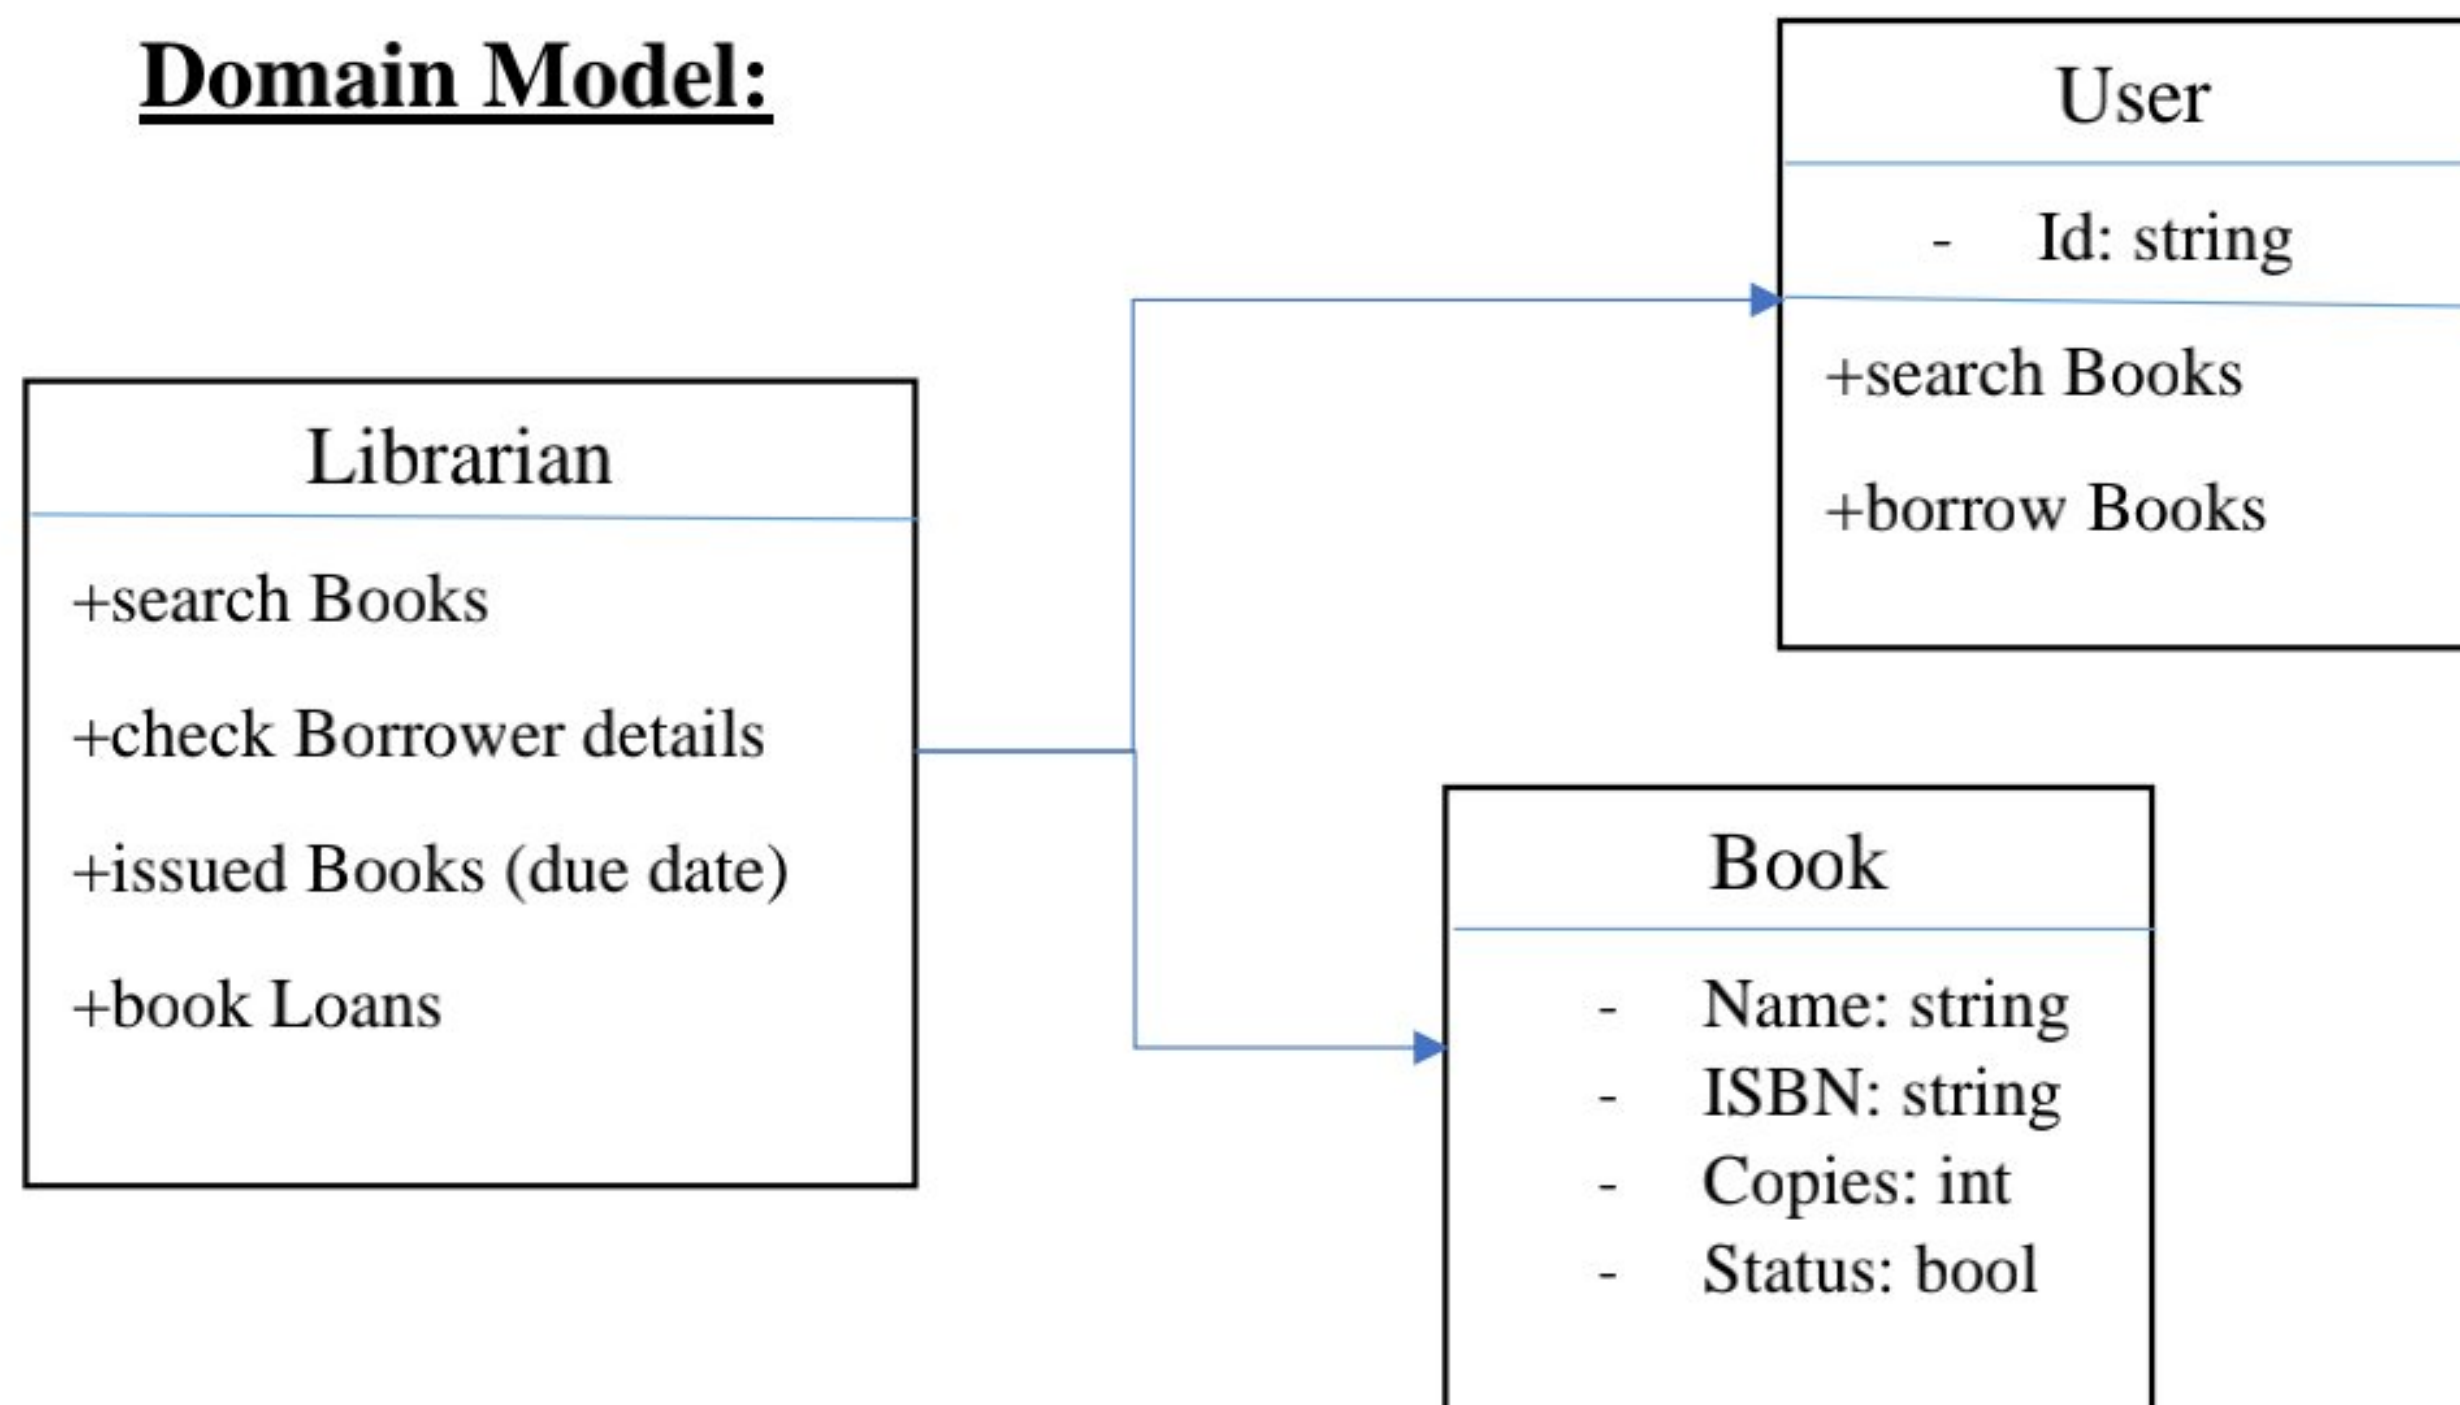 Domain Model:
User
- Id: string
+search Books
+borrow Books
Librarian
+search Books
+check Borrower details
+issued Books (due date)
+book Loans
Book
- Name: string
- ISBN: string
- Copies: int
- Status: bool